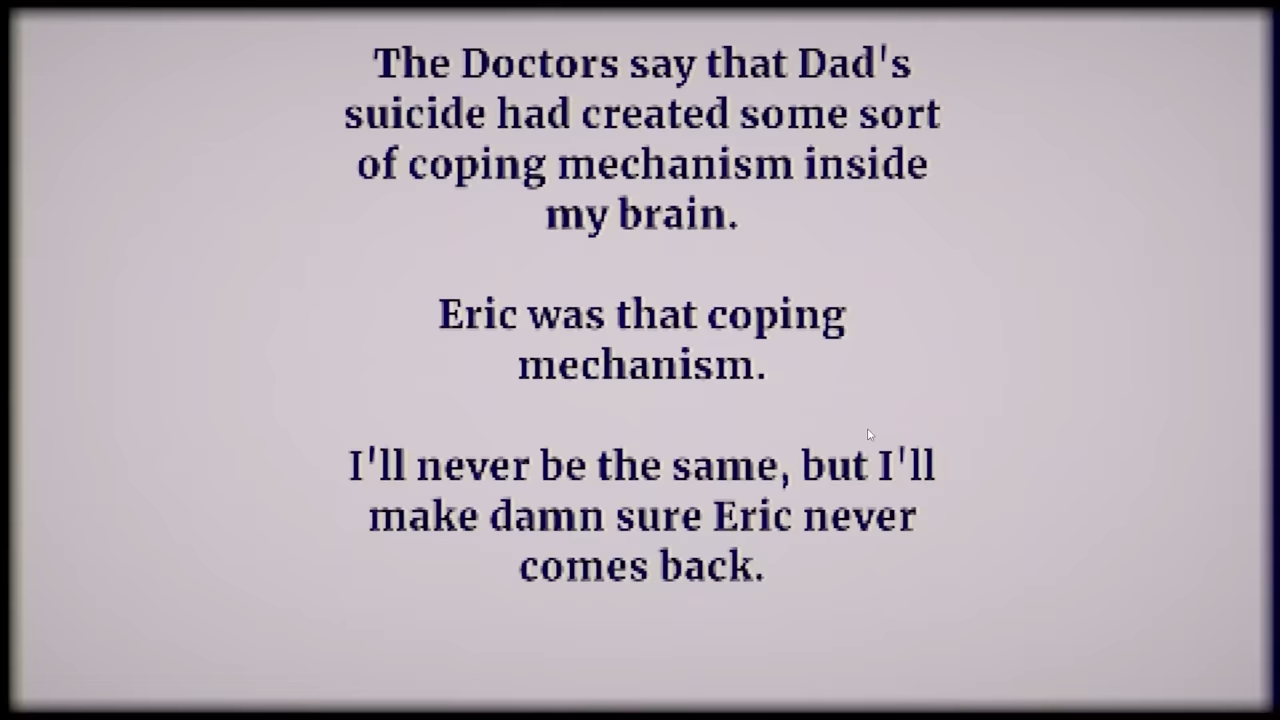 The Doctors say that Dad's
suicide had created some sort
of coping mechanism inside
my brain.
Eric was that coping
mechanism.
I'll never be the same, but I'll
make damn sure Eric never
comes back.